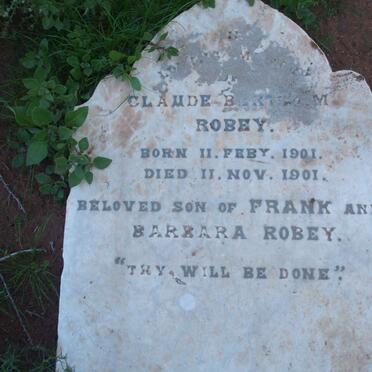 CLAUDE
ROBEY.
BORN 11. FEBY. 1901.
DIED 11. NOV. 1901.
BELOVED SON OF FRANK AND
BARBARA ROBEY.
"THY WILL BE DONE".